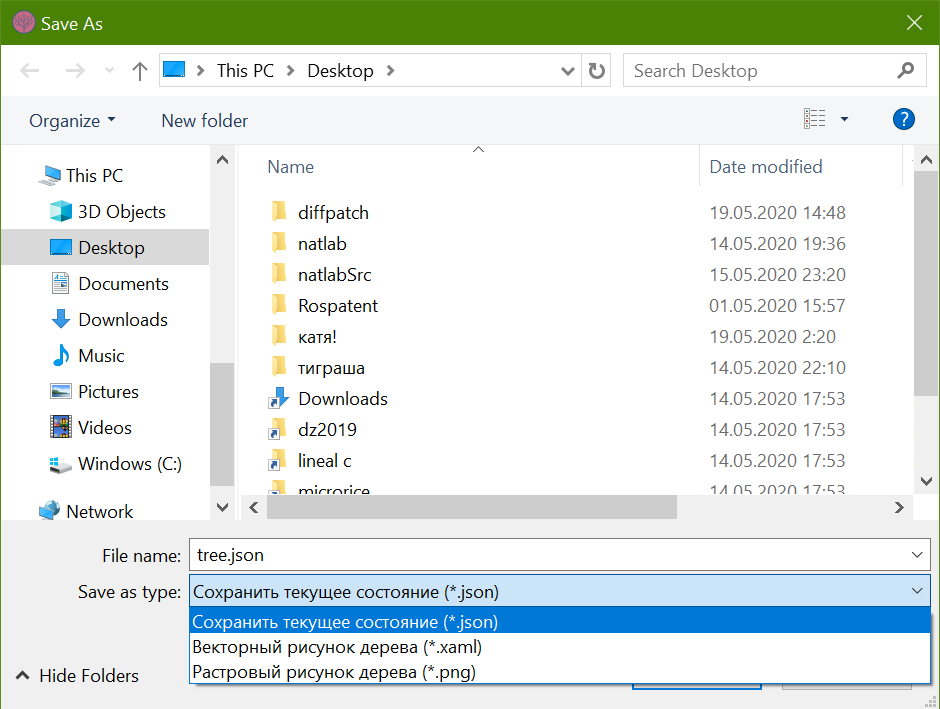 Save As
This PC > Desktop >
Search Desktop
Organize
New folder
?
This PC
3D Objects
Desktop
Documents
Downloads
Music
Pictures
Videos
Windows (C:)
Network
Name
Date modified
diffpatch 19.05.2020 14:48
natlab 14.05.2020 19:36
natlabSrc 15.05.2020 23:20
Rospatent 01.05.2020 15:57
катя! 19.05.2020 2:20
тиграша 14.05.2020 22:10
Downloads 14.05.2020 17:53
dz2019 14.05.2020 17:53
lineal c 14.05.2020 17:53
microrice 14.05.2020 17:53
File name: tree.json
Save as type: Сохранить текущее состояние (*.json)
Сохранить текущее состояние (*.json)
Векторный рисунок дерева (*.xaml)
Растровый рисунок дерева (*.png)
Hide Folders